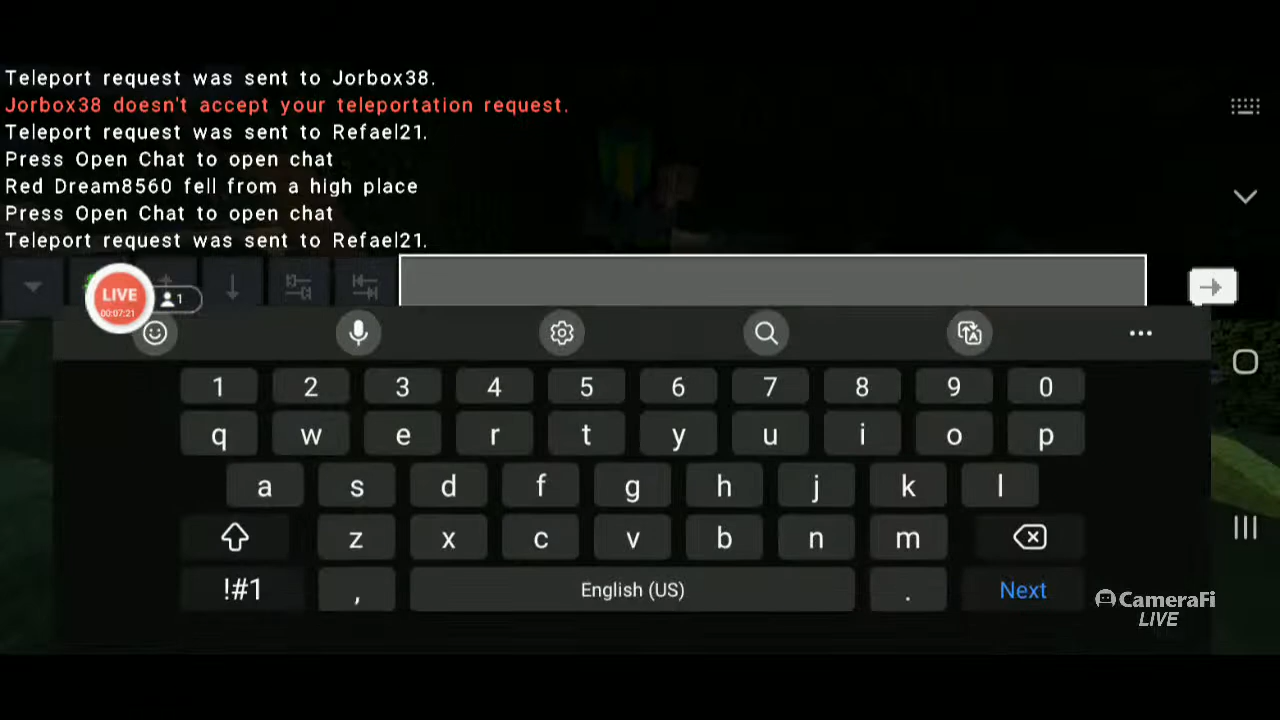 Teleport request was sent to Jorbox38.
Jorbox38 doesn't accept your teleportation request.
Teleport request was sent to Refael21.
Press Open Chat to open chat
Red Dream8560 fell from a high place
Press Open Chat to open chat
Teleport request was sent to Refael21.
LIVE
00:07:21
1
1 2 3 4 5 6 7 8 9 0
q w e r t y u i o p
a s d f g h j k l
z x c v b n m
!#1 , English (US) . Next
CameraFi
LIVE